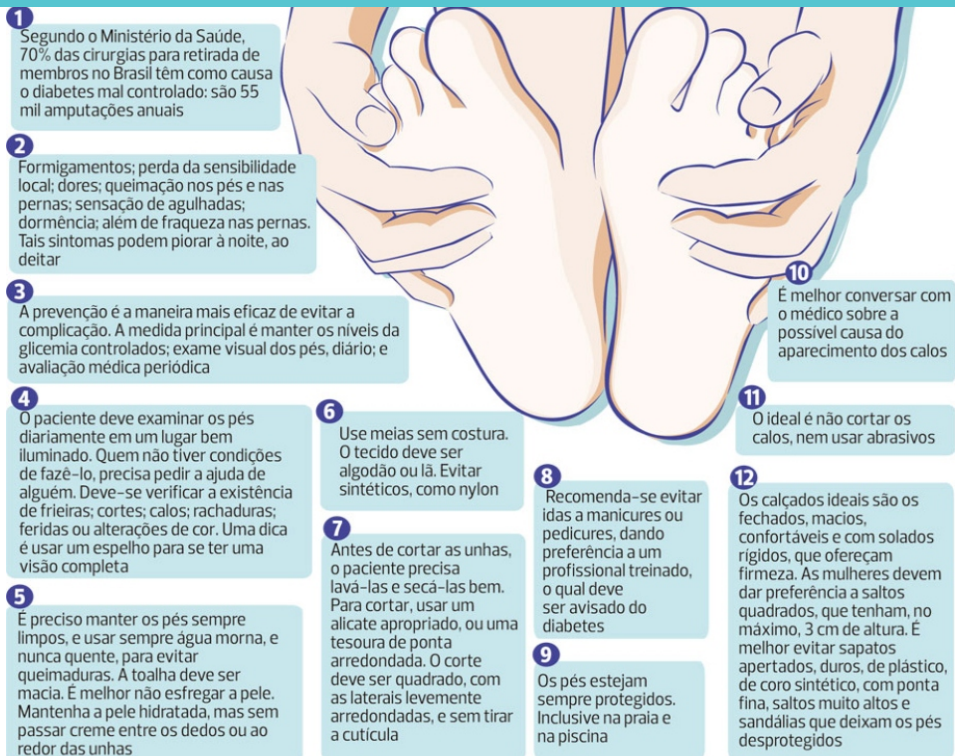 1
Segundo o Ministério da Saúde,
70% das cirurgias para retirada de
membros no Brasil têm como causa
o diabetes mal controlado: são 55
mil amputações anuais
2
Formigamentos; perda da sensibilidade
local; dores; queimação nos pés e nas
pernas; sensação de agulhadas;
dormência; além de fraqueza nas pernas.
Tais sintomas podem piorar à noite, ao
deitar
3
A prevenção é a maneira mais eficaz de evitar a
complicação. A medida principal é manter os níveis da
glicemia controlados; exame visual dos pés, diário; e
avaliação médica periódica
4
O paciente deve examinar os pés
diariamente em um lugar bem
iluminado. Quem não tiver condições
de fazê-lo, precisa pedir a ajuda de
alguém. Deve-se verificar a existência
de frieiras; cortes; calos; rachaduras;
feridas ou alterações de cor. Uma dica
é usar um espelho para se ter uma
visão completa
5
É preciso manter os pés sempre
limpos, e usar sempre água morna, e
nunca quente, para evitar
queimaduras. A toalha deve ser
macia. É melhor não esfregar a pele.
Mantenha a pele hidratada, mas sem
passar creme entre os dedos ou ao
redor das unhas
6
Use meias sem costura.
O tecido deve ser
algodão ou lã. Evitar
sintéticos, como nylon
7
Antes de cortar as unhas,
o paciente precisa
lavá-las e secá-las bem.
Para cortar, usar um
alicate apropriado, ou uma
tesoura de ponta
arredondada. O corte
deve ser quadrado, com
as laterais levemente
arredondadas, e sem tirar
a cutícula
8
Recomenda-se evitar
idas a manicures ou
pedicures, dando
preferência a um
profissional treinado,
o qual deve
ser avisado do
diabetes
9
Os pés estejam
sempre protegidos.
Inclusive na praia e
na piscina
10
É melhor conversar com
o médico sobre a
possível causa do
aparecimento dos calos
11
O ideal é não cortar os
calos, nem usar abrasivos
12
Os calçados ideais são os
fechados, macios,
confortáveis e com solados
rígidos, que ofereçam
firmeza. As mulheres devem
dar preferência a saltos
quadrados, que tenham, no
máximo, 3 cm de altura. É
melhor evitar sapatos
apertados, duros, de plástico,
de coro sintético, com ponta
fina, saltos muito altos e
sandálias que deixam os pés
desprotegidos